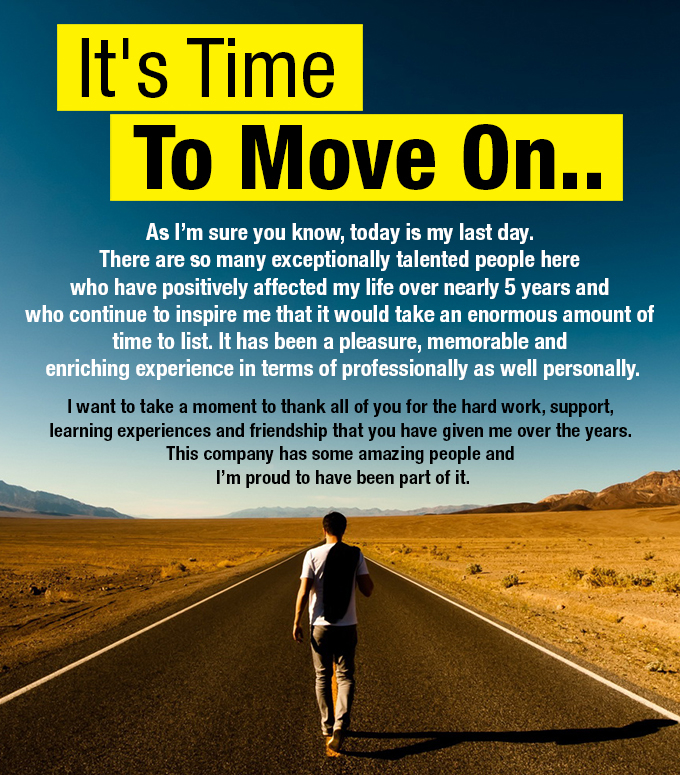 It's Time
To Move On..
As I’m sure you know, today is my last day.
There are so many exceptionally talented people here
who have positively affected my life over nearly 5 years and
who continue to inspire me that it would take an enormous amount of
time to list. It has been a pleasure, memorable and
enriching experience in terms of professionally as well personally.
I want to take a moment to thank all of you for the hard work, support,
learning experiences and friendship that you have given me over the years.
This company has some amazing people and
I’m proud to have been part of it.